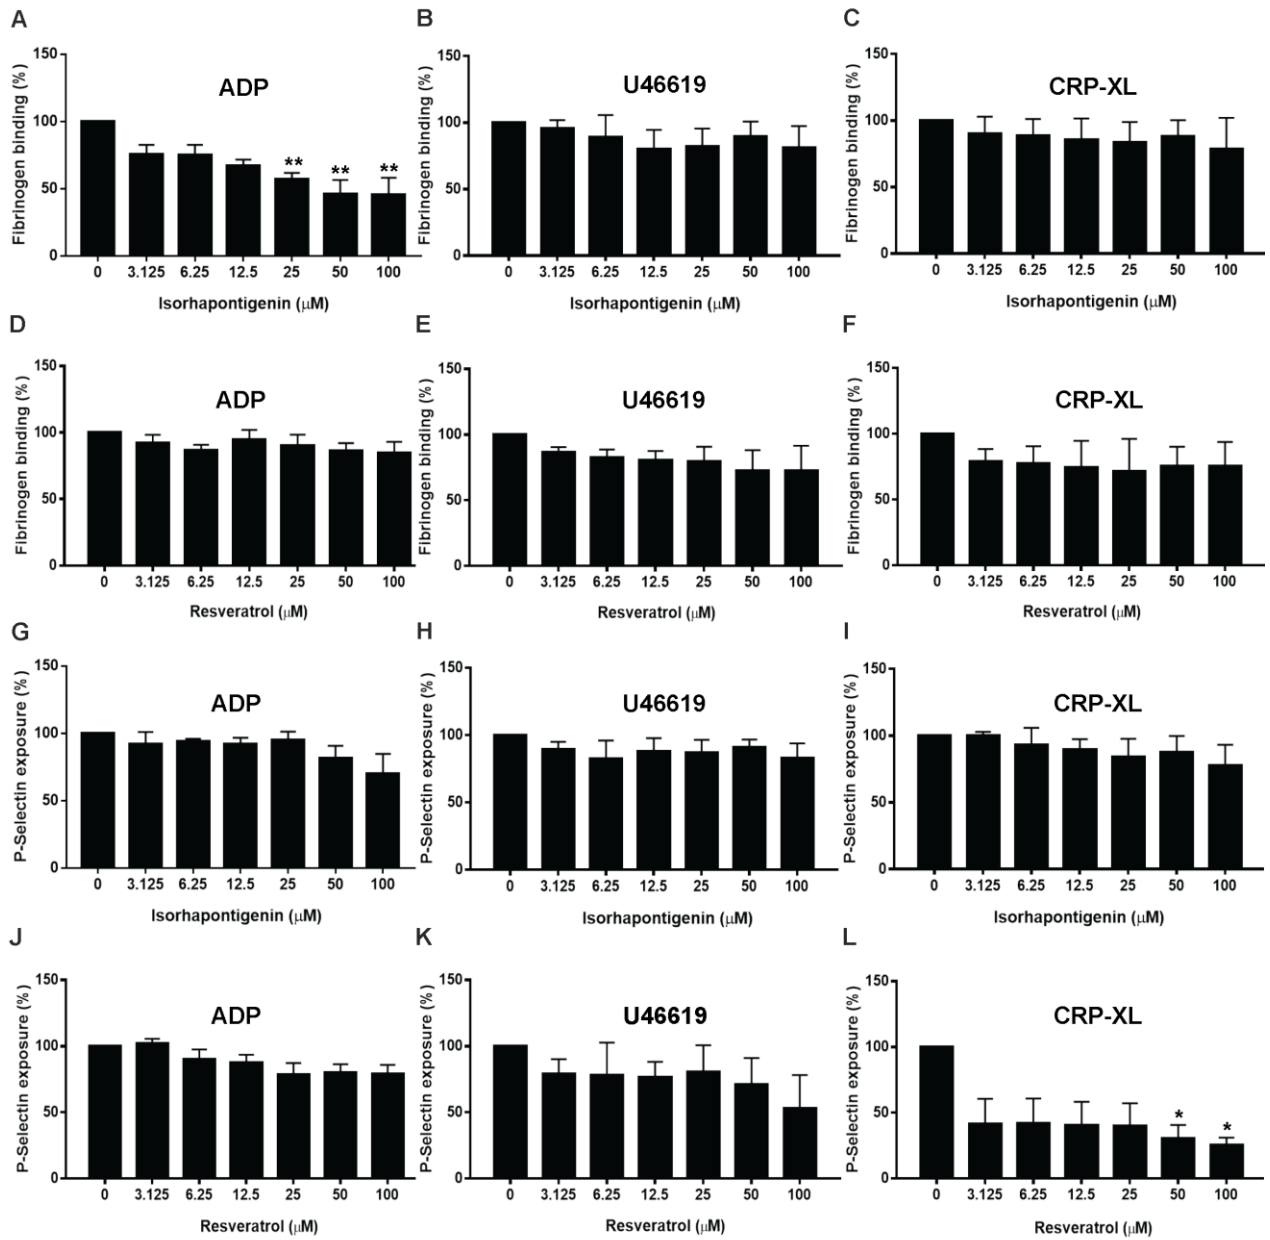 A
B
C
150
100
50
0
Fibrinogen binding (%)
ADP
**
**
**
0 3.125 6.25 12.5 25 50 100
Isorhapontigenin (μM)
150
100
50
0
Fibrinogen binding (%)
U46619
0 3.125 6.25 12.5 25 50 100
Isorhapontigenin (μM)
150
100
50
0
Fibrinogen binding (%)
CRP-XL
0 3.125 6.25 12.5 25 50 100
Isorhapontigenin (μM)
D
E
F
150
100
50
0
Fibrinogen binding (%)
ADP
0 3.125 6.25 12.5 25 50 100
Resveratrol (μM)
150
100
50
0
Fibrinogen binding (%)
U46619
0 3.125 6.25 12.5 25 50 100
Resveratrol (μM)
150
100
50
0
Fibrinogen binding (%)
CRP-XL
0 3.125 6.25 12.5 25 50 100
Resveratrol (μM)
G
H
I
150
100
50
0
P-Selectin exposure (%)
ADP
0 3.125 6.25 12.5 25 50 100
Isorhapontigenin (μM)
150
100
50
0
P-Selectin exposure (%)
U46619
0 3.125 6.25 12.5 25 50 100
Isorhapontigenin (μM)
150
100
50
0
P-Selectin exposure (%)
CRP-XL
0 3.125 6.25 12.5 25 50 100
Isorhapontigenin (μM)
J
K
L
150
100
50
0
P-Selectin exposure (%)
ADP
0 3.125 6.25 12.5 25 50 100
Resveratrol (μM)
150
100
50
0
P-Selectin exposure (%)
U46619
0 3.125 6.25 12.5 25 50 100
Resveratrol (μM)
150
100
50
0
P-Selectin exposure (%)
CRP-XL
*
*
0 3.125 6.25 12.5 25 50 100
Resveratrol (μM)